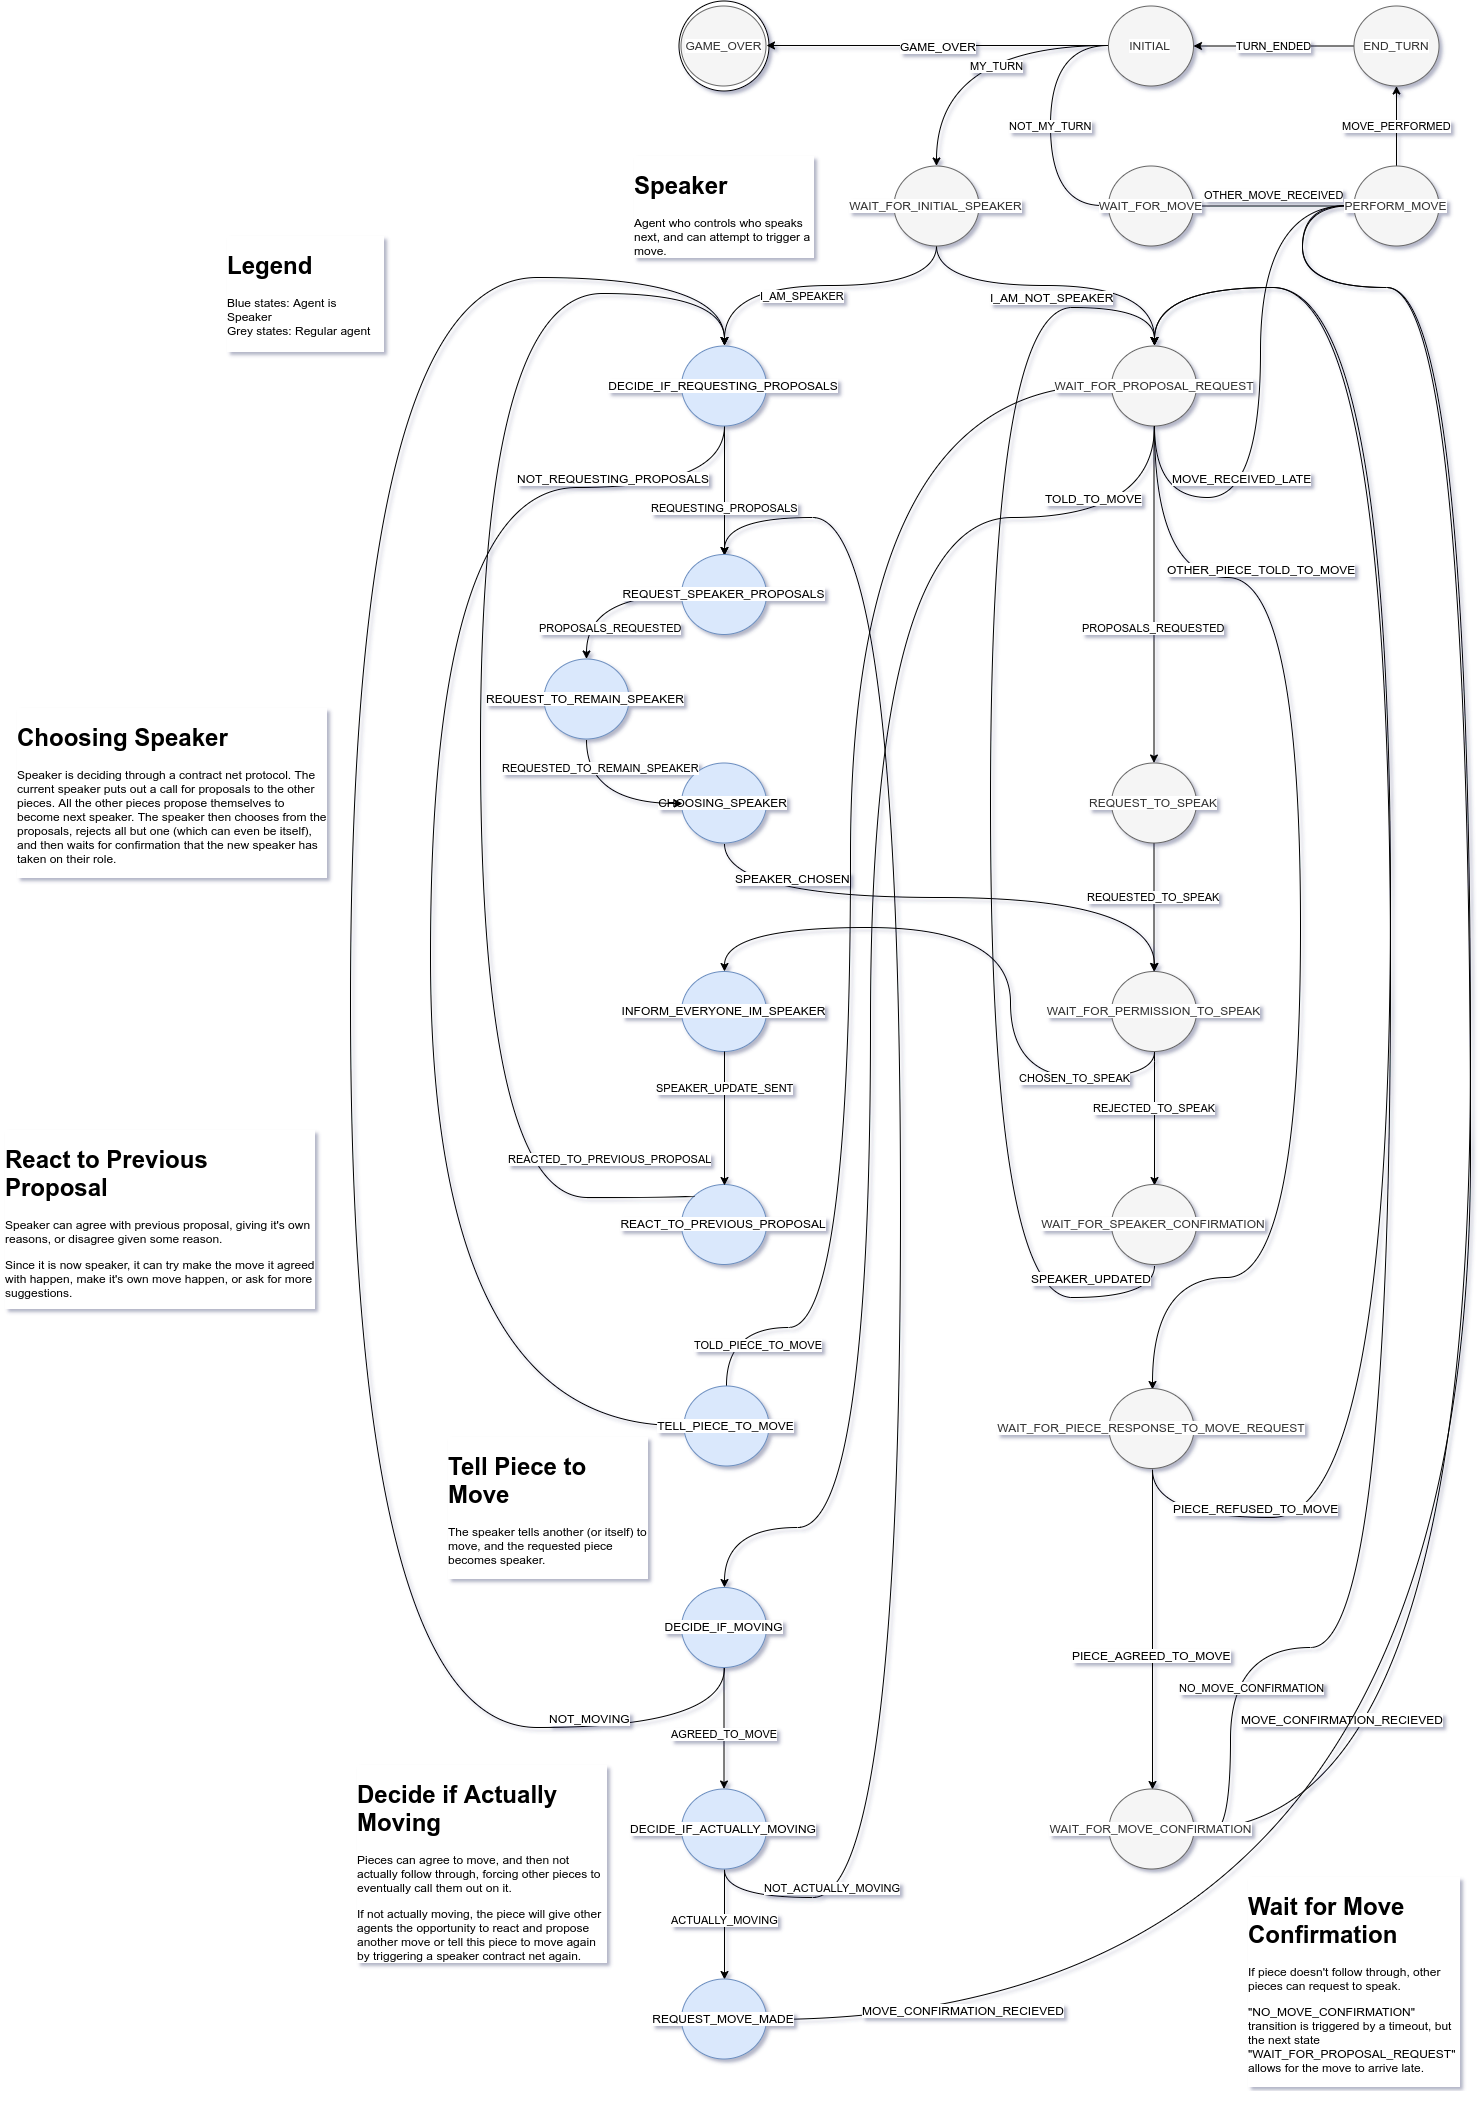 GAME_OVER
GAME_OVER
INITIAL
TURN_ENDED
END_TURN
MY_TURN
NOT_MY_TURN
MOVE_PERFORMED
Speaker
Agent who controls who speaks
next, and can attempt to trigger a
move.
WAIT_FOR_INITIAL_SPEAKER
WAIT_FOR_MOVE
OTHER_MOVE_RECEIVED
PERFORM_MOVE
Legend
Blue states: Agent is
Speaker
Grey states: Regular agent
I_AM_SPEAKER
I_AM_NOT_SPEAKER
DECIDE_IF_REQUESTING_PROPOSALS
WAIT_FOR_PROPOSAL_REQUEST
NOT_REQUESTING_PROPOSALS
MOVE_RECEIVED_LATE
TOLD_TO_MOVE
REQUESTING_PROPOSALS
OTHER_PIECE_TOLD_TO_MOVE
REQUEST_SPEAKER_PROPOSALS
PROPOSALS_REQUESTED
PROPOSALS_REQUESTED
REQUEST_TO_REMAIN_SPEAKER
REQUESTED_TO_REMAIN_SPEAKER
CHOOSING_SPEAKER
REQUEST_TO_SPEAK
Choosing Speaker
Speaker is deciding through a contract net protocol. The
current speaker puts out a call for proposals to the other
pieces. All the other pieces propose themselves to
become next speaker. The speaker then chooses from the
proposals, rejects all but one (which can even be itself),
and then waits for confirmation that the new speaker has
taken on their role.
SPEAKER_CHOSEN
REQUESTED_TO_SPEAK
INFORM_EVERYONE_IM_SPEAKER
WAIT_FOR_PERMISSION_TO_SPEAK
SPEAKER_UPDATE_SENT
CHOSEN_TO_SPEAK
REJECTED_TO_SPEAK
REACTED_TO_PREVIOUS_PROPOSAL
React to Previous
Proposal
Speaker can agree with previous proposal, giving it's own
reasons, or disagree given some reason.
Since it is now speaker, it can try make the move it agreed
with happen, make it's own move happen, or ask for more
suggestions.
REACT_TO_PREVIOUS_PROPOSAL
WAIT_FOR_SPEAKER_CONFIRMATION
SPEAKER_UPDATED
TOLD_PIECE_TO_MOVE
TELL_PIECE_TO_MOVE
WAIT_FOR_PIECE_RESPONSE_TO_MOVE_REQUEST
Tell Piece to
Move
The speaker tells another (or itself) to
move, and the requested piece
becomes speaker.
PIECE_REFUSED_TO_MOVE
DECIDE_IF_MOVING
PIECE_AGREED_TO_MOVE
NO_MOVE_CONFIRMATION
NOT_MOVING
AGREED_TO_MOVE
MOVE_CONFIRMATION_RECIEVED
Decide if Actually
Moving
Pieces can agree to move, and then not
actually follow through, forcing other pieces to
eventually call them out on it.
If not actually moving, the piece will give other
agents the opportunity to react and propose
another move or tell this piece to move again
by triggering a speaker contract net again.
DECIDE_IF_ACTUALLY_MOVING
WAIT_FOR_MOVE_CONFIRMATION
NOT_ACTUALLY_MOVING
ACTUALLY_MOVING
REQUEST_MOVE_MADE
MOVE_CONFIRMATION_RECIEVED
Wait for Move
Confirmation
If piece doesn't follow through, other
pieces can request to speak.
"NO_MOVE_CONFIRMATION"
transition is triggered by a timeout, but
the next state
"WAIT_FOR_PROPOSAL_REQUEST"
allows for the move to arrive late.